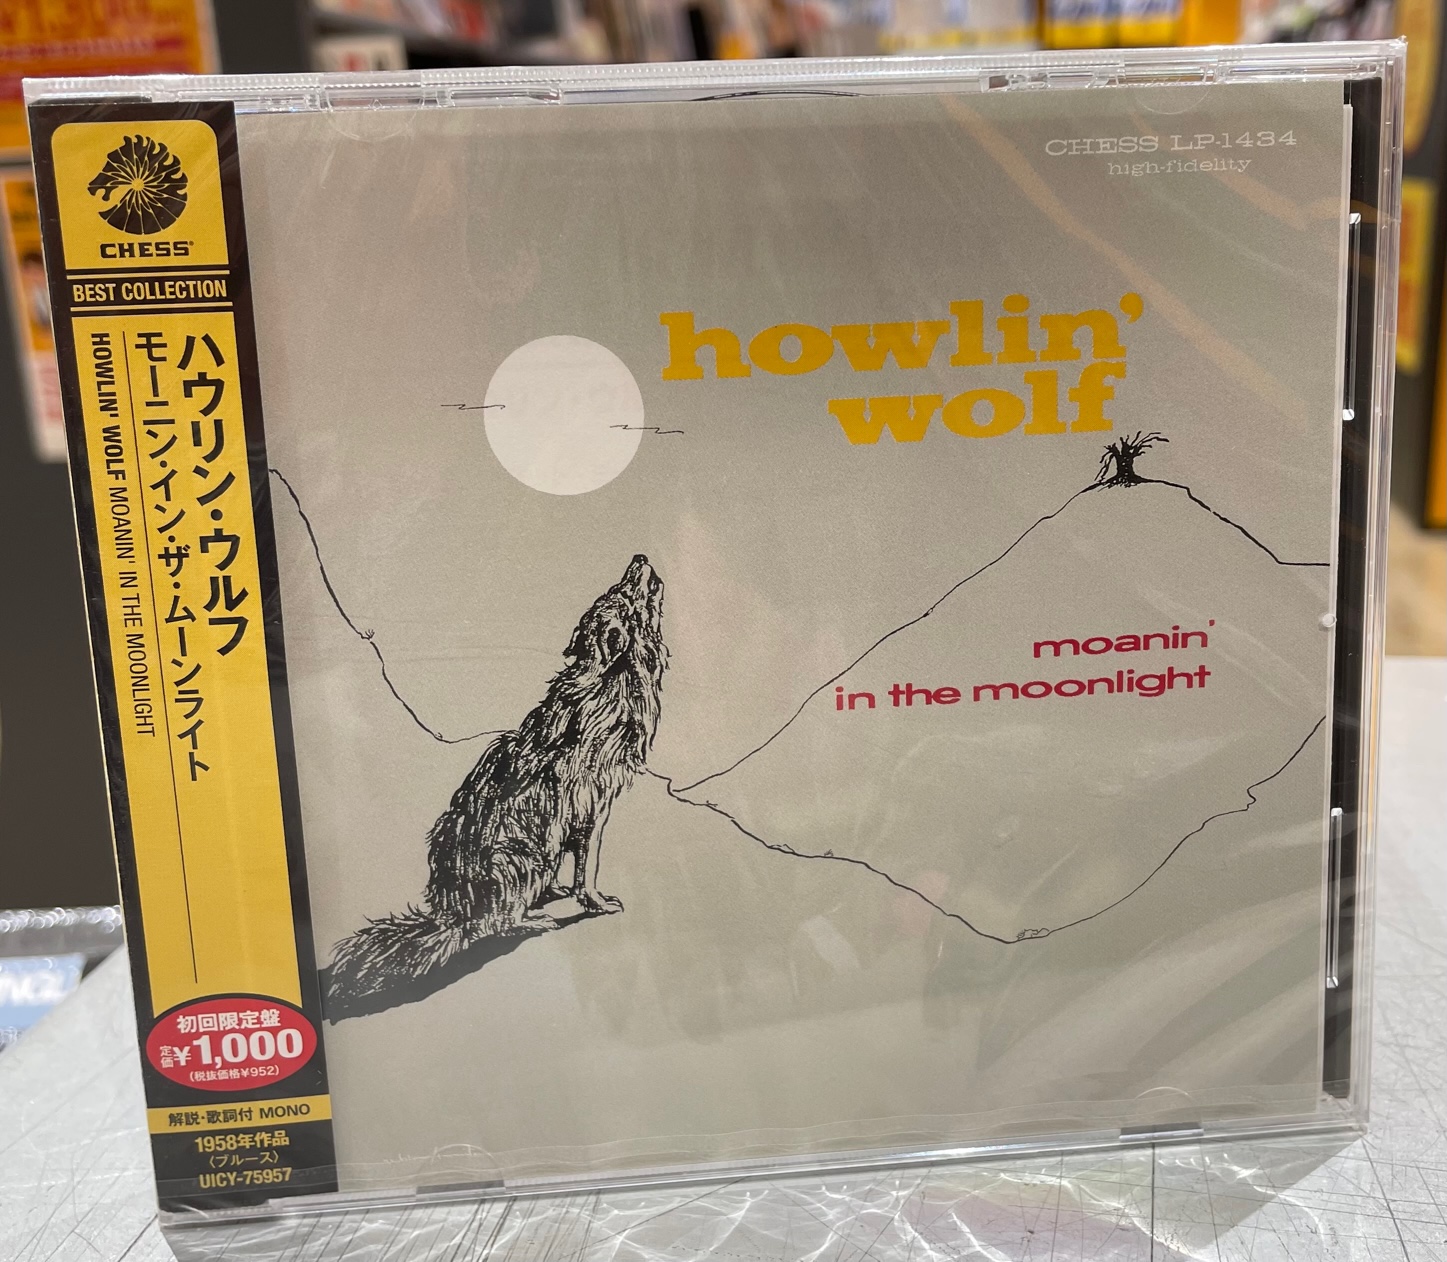 CHESS LP-1434
high-fidelity
howlin'
wolf
moanin'
in the moonlight
CHESS®
BEST COLLECTION
ハウリン・ウルフ
モーニン・イン・ザ・ムーンライト
HOWLIN' WOLF MOANIN' IN THE MOONLIGHT
初回限定盤
定価¥1,000
(税抜価格¥952)
解説・歌詞付 MONO
1958年作品
〈ブルース〉
UICY-75957